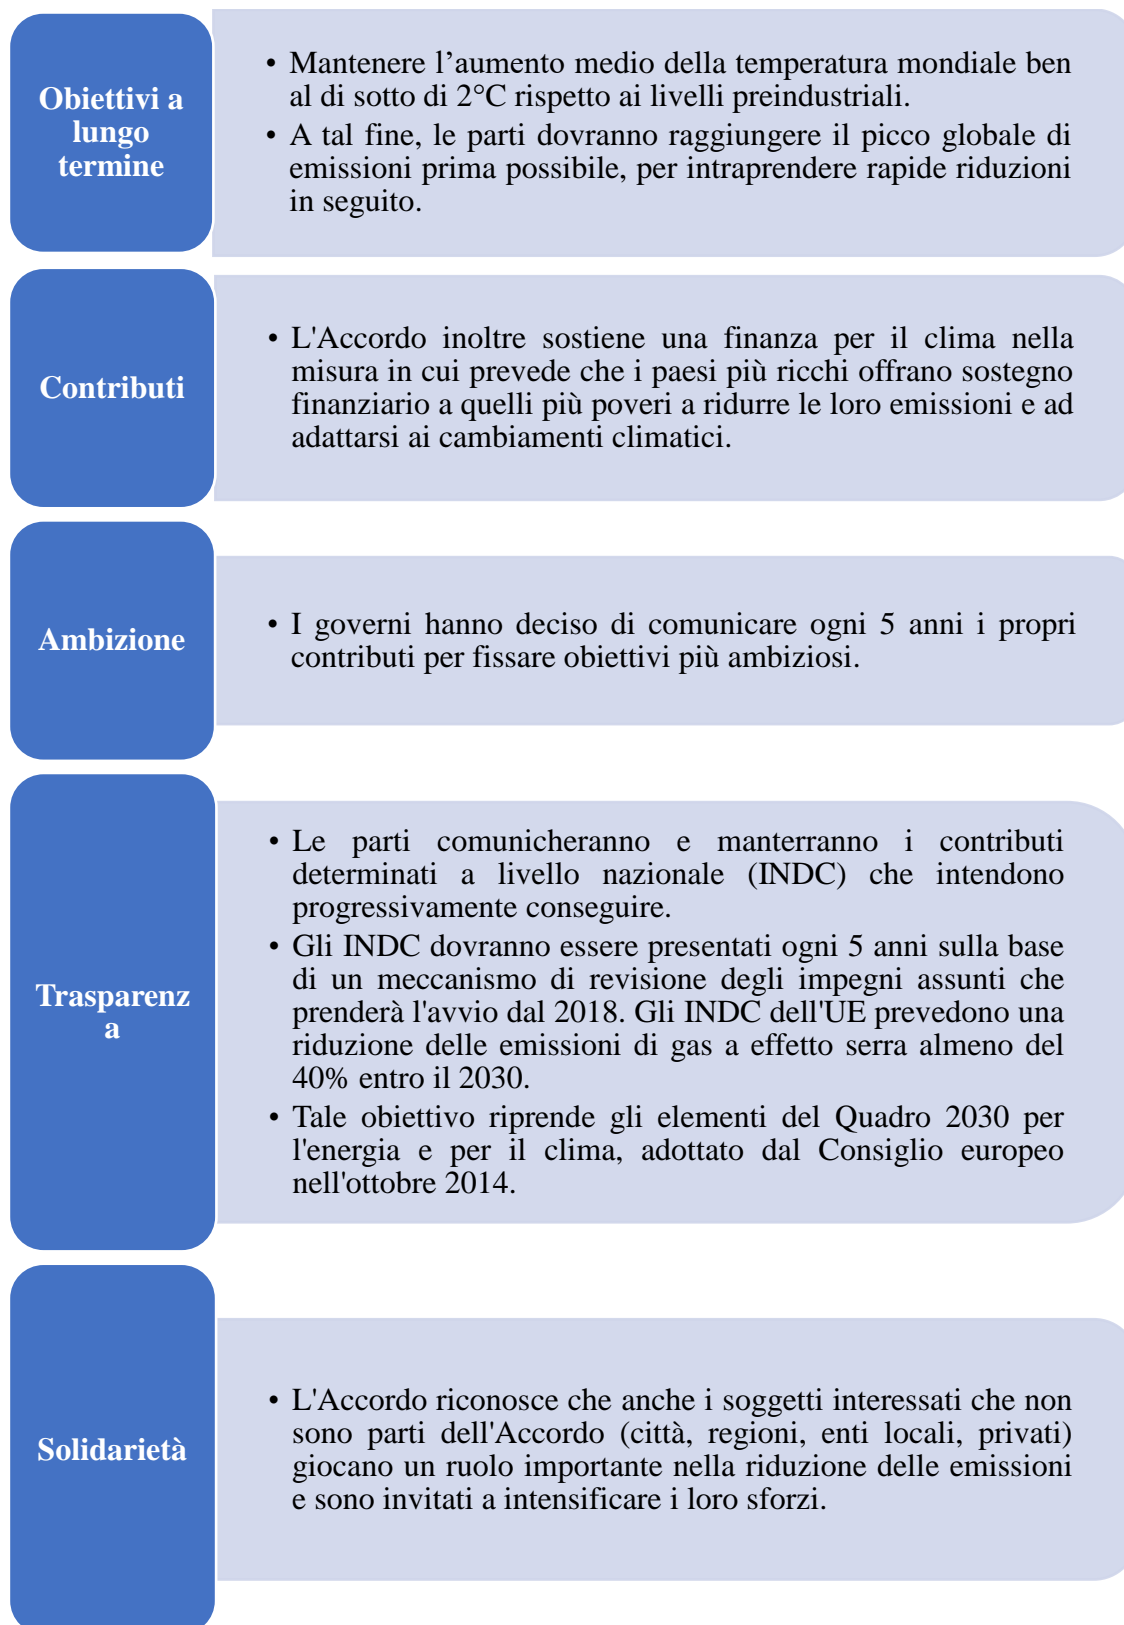 Obiettivi a
lungo
termine
• Mantenere l’aumento medio della temperatura mondiale ben
al di sotto di 2°C rispetto ai livelli preindustriali.
• A tal fine, le parti dovranno raggiungere il picco globale di
emissioni prima possibile, per intraprendere rapide riduzioni
in seguito.
Contributi
• L'Accordo inoltre sostiene una finanza per il clima nella
misura in cui prevede che i paesi più ricchi offrano sostegno
finanziario a quelli più poveri a ridurre le loro emissioni e ad
adattarsi ai cambiamenti climatici.
Ambizione
• I governi hanno deciso di comunicare ogni 5 anni i propri
contributi per fissare obiettivi più ambiziosi.
Trasparenz
a
• Le parti comunicheranno e manterranno i contributi
determinati a livello nazionale (INDC) che intendono
progressivamente conseguire.
• Gli INDC dovranno essere presentati ogni 5 anni sulla base
di un meccanismo di revisione degli impegni assunti che
prenderà l'avvio dal 2018. Gli INDC dell'UE prevedono una
riduzione delle emissioni di gas a effetto serra almeno del
40% entro il 2030.
• Tale obiettivo riprende gli elementi del Quadro 2030 per
l'energia e per il clima, adottato dal Consiglio europeo
nell'ottobre 2014.
Solidarietà
• L'Accordo riconosce che anche i soggetti interessati che non
sono parti dell'Accordo (città, regioni, enti locali, privati)
giocano un ruolo importante nella riduzione delle emissioni
e sono invitati a intensificare i loro sforzi.